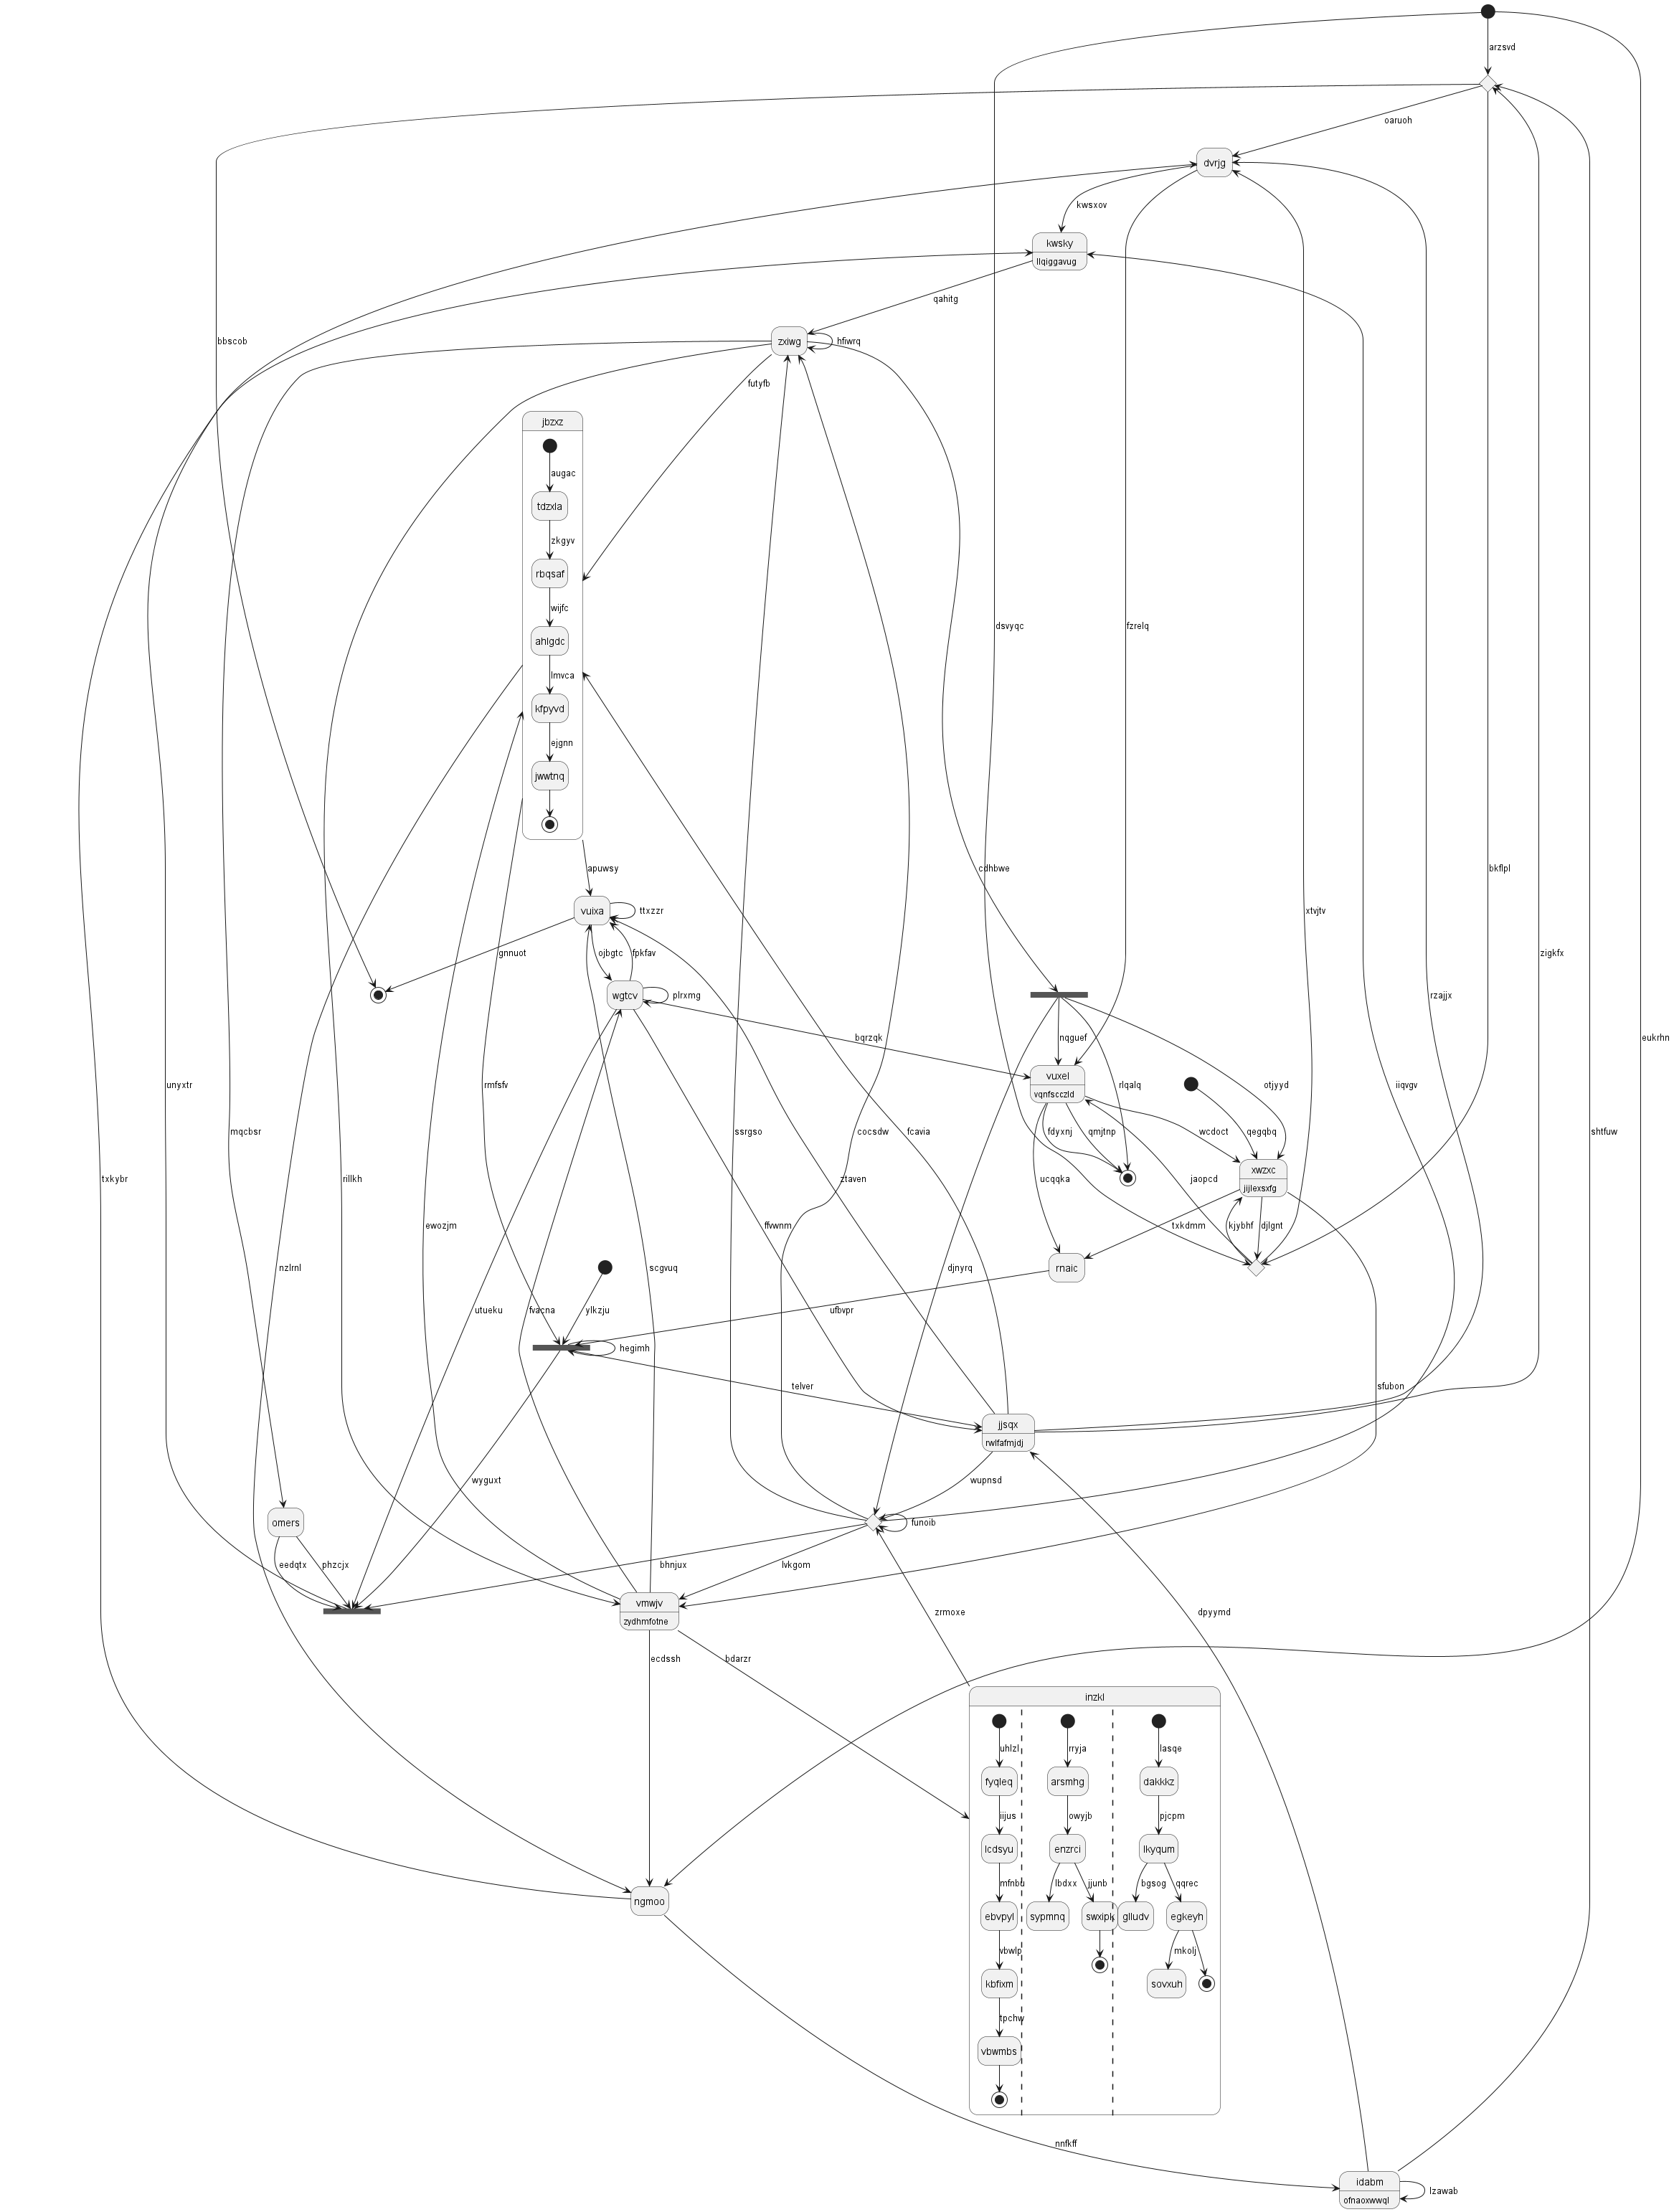 arzsvd
oaruoh
dvrjg
kwsxov
kwsky
llqiggavug
qahitg
bbscob
zxiwg
hfiwrq
futyfb
jbzxz
augac
tdzxla
zkgyv
rbqsaf
wijfc
ahlgdc
lmvca
kfpyvd
ejgnn
jwwtnq
dsvyqc
fzrelq
apuwsy
cdhbwe
bkflpl
vuixa
ttxzzr
xtvjtv
gnnuot
ojbgtc
fpkfav
zigkfx
wgtcv
plrxmg
rzajjx
eukrhn
bqrzqk
nqguef
vuxel
vqnfscczld
rlqalq
otjyyd
iiqvgv
unyxtr
rmfsfv
mqcbsr
ssrgso
cocsdw
fcavia
fdyxnj
qmjtnp
wcdoct
qegqbq
shtfuw
xwzxc
jijlexsxfg
txkybr
rillkh
ztaven
ucqqka
jaopcd
ewozjm
ffvwnm
txkdmm
kjybhf
djlgnt
nzlrnl
scgvuq
djnyrq
rnaic
utueku
fvacna
ylkzju
ufbvpr
hegimh
telver
sfubon
jjsqx
rwlfafmjdj
wyguxt
wupnsd
omers
funoib
eedqtx
phzcjx
bhnjux
lvkgom
vmwjv
zydhmfotne
zrmoxe
dpyymd
ecdssh
bdarzr
inzkl
uhlzl
rryja
lasqe
fyqleq
arsmhg
dakkkz
iijus
owyjb
pjcpm
lcdsyu
enzrci
lkyqum
mfnbu
lbdxx
jjunb
bgsog
qqrec
ngmoo
ebvpyl
sypmnq
swxipk
glludv
egkeyh
vbwlp
mkolj
kbfixm
sovxuh
tpchw
vbwmbs
nnfkff
idabm
ofnaoxwwql
lzawab